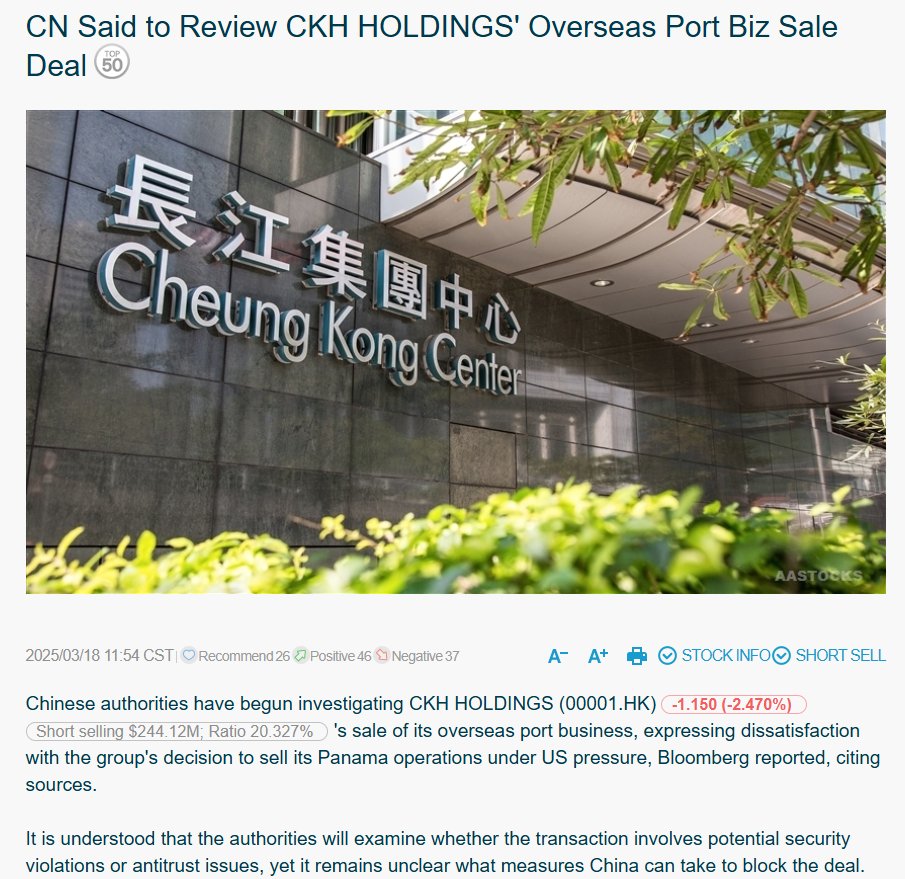 CN Said to Review CKH HOLDINGS' Overseas Port Biz Sale
Deal TOP 50
長江集團中心
Cheung Kong Center
AASTOCKS
2025/03/18 11:54 CST| Recommend 26 Positive 46 Negative 37 A− A+ STOCK INFO SHORT SELL
Chinese authorities have begun investigating CKH HOLDINGS (00001.HK) -1.150 (-2.470%)
Short selling $244.12M; Ratio 20.327% 's sale of its overseas port business, expressing dissatisfaction
with the group's decision to sell its Panama operations under US pressure, Bloomberg reported, citing
sources.
It is understood that the authorities will examine whether the transaction involves potential security
violations or antitrust issues, yet it remains unclear what measures China can take to block the deal.